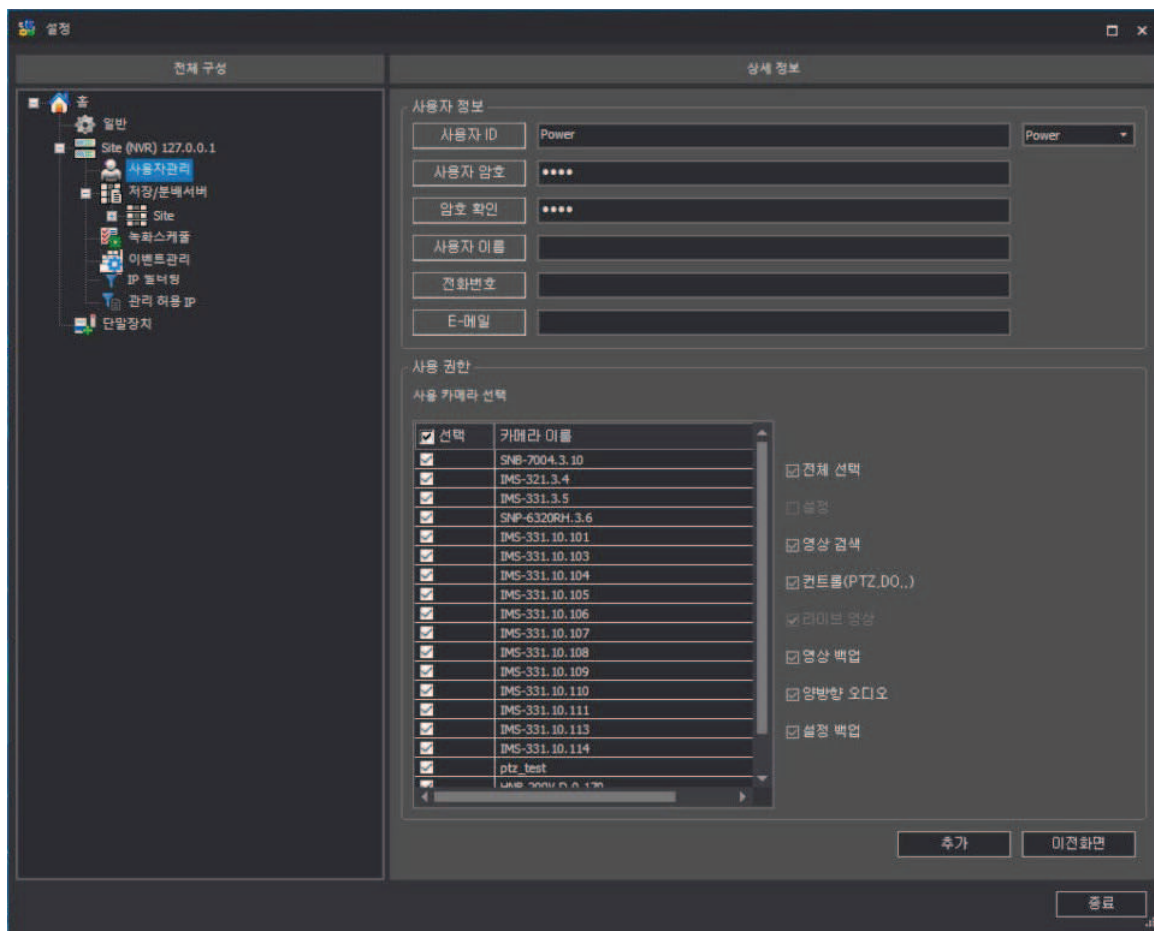 설정
전체 구성
상세 정보
홈
일반
Site (NVR) 127.0.0.1
사용자관리
저장/분배서버
Site
녹화스케줄
이벤트관리
IP 필터링
관리 허용 IP
단말장치
사용자 정보
사용자 ID Power Power
사용자 암호 ••••
암호 확인 ••••
사용자 이름
전화번호
E-메일
사용 권한
사용 카메라 선택
선택 카메라 이름
SNB-7004.3.10
IMS-321.3.4
IMS-331.3.5
SNP-6320RH.3.6
IMS-331.10.101
IMS-331.10.103
IMS-331.10.104
IMS-331.10.105
IMS-331.10.106
IMS-331.10.107
IMS-331.10.108
IMS-331.10.109
IMS-331.10.110
IMS-331.10.111
IMS-331.10.113
IMS-331.10.114
ptz_test
전체 선택
설정
영상 검색
컨트롤(PTZ,DO,,)
라이브 영상
영상 백업
양방향 오디오
설정 백업
추가
이전화면
종료